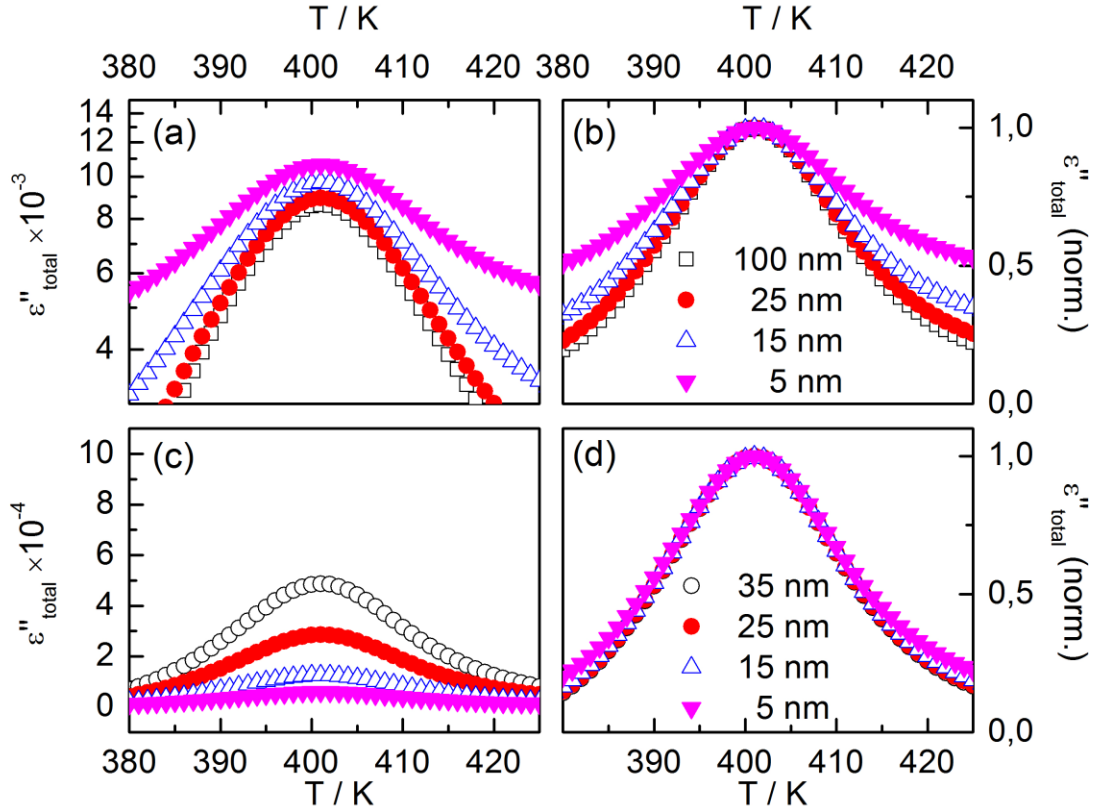 T / K
T / K
380 390 400 410 420
380 390 400 410 420
(a)
14
12
10
8
6
4
ε''total ×10-3
(b)
100 nm
25 nm
15 nm
5 nm
1,0
0,5
0,0
ε''total (norm.)
(c)
10
8
6
4
2
0
ε''total ×10-4
(d)
35 nm
25 nm
15 nm
5 nm
1,0
0,5
0,0
ε''total (norm.)
380 390 400 410 420
390 400 410 420
T / K
T / K